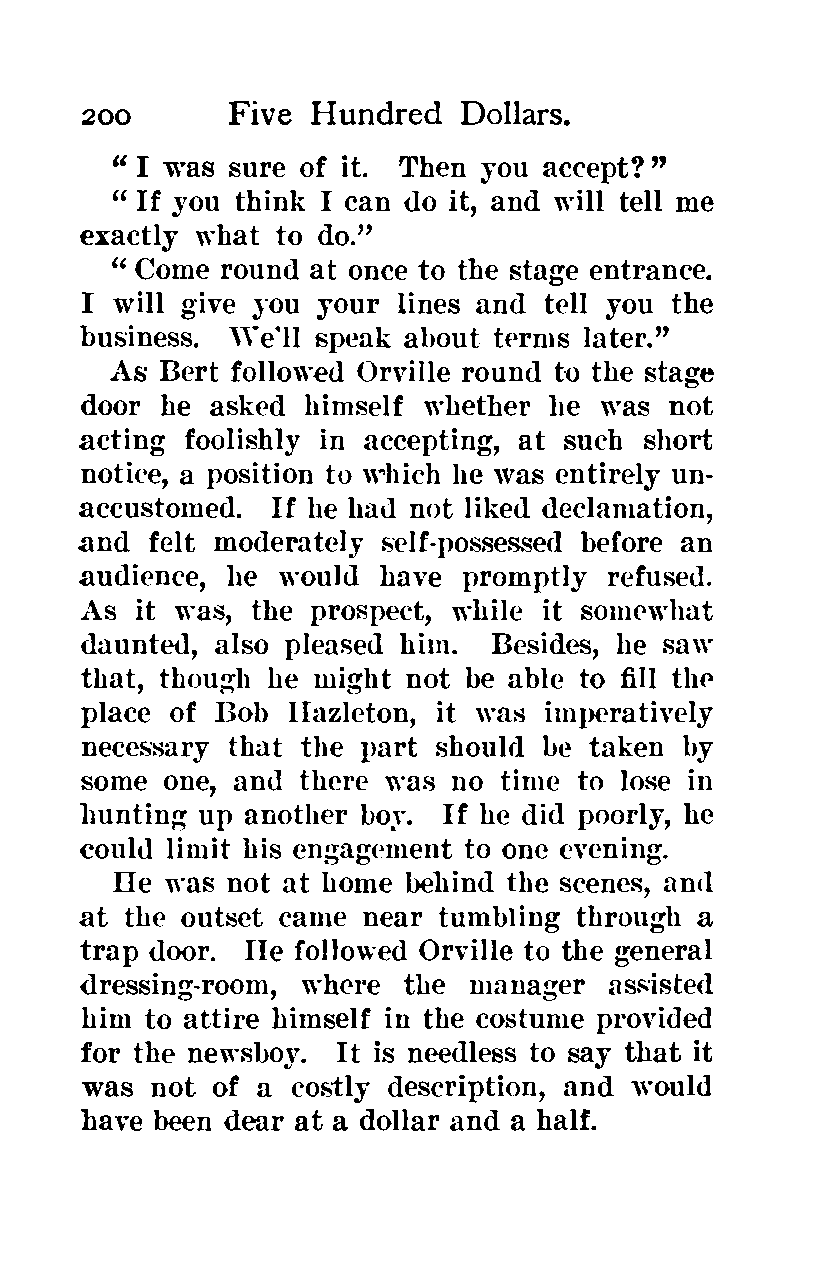 200 Five Hundred Dollars.
“ I was sure of it. Then you accept? ”
“ If you think I can do it, and will tell me
exactly what to do.”
“ Come round at once to the stage entrance.
I will give you your lines and tell you the
business. We'll speak about terms later.”
As Bert followed Orville round to the stage
door he asked himself whether he was not
acting foolishly in accepting, at such short
notice, a position to which he was entirely un-
accustomed. If he had not liked declamation,
and felt moderately self-possessed before an
audience, he would have promptly refused.
As it was, the prospect, while it somewhat
daunted, also pleased him. Besides, he saw
that, though he might not be able to fill the
place of Bob Hazleton, it was imperatively
necessary that the part should be taken by
some one, and there was no time to lose in
hunting up another boy. If he did poorly, he
could limit his engagement to one evening.
He was not at home behind the scenes, and
at the outset came near tumbling through a
trap door. He followed Orville to the general
dressing-room, where the manager assisted
him to attire himself in the costume provided
for the newsboy. It is needless to say that it
was not of a costly description, and would
have been dear at a dollar and a half.